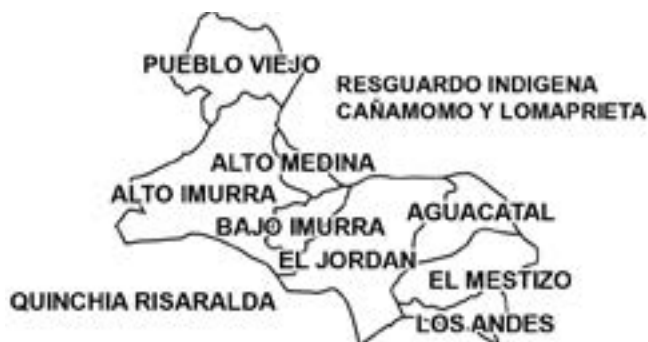 PUEBLO VIEJO
RESGUARDO INDIGENA
CAÑAMOMO Y LOMAPRIETA
ALTO MEDINA
ALTO IMURRA
AGUACATAL
BAJO IMURRA
EL JORDAN
EL MESTIZO
QUINCHIA RISARALDA
LOS ANDES